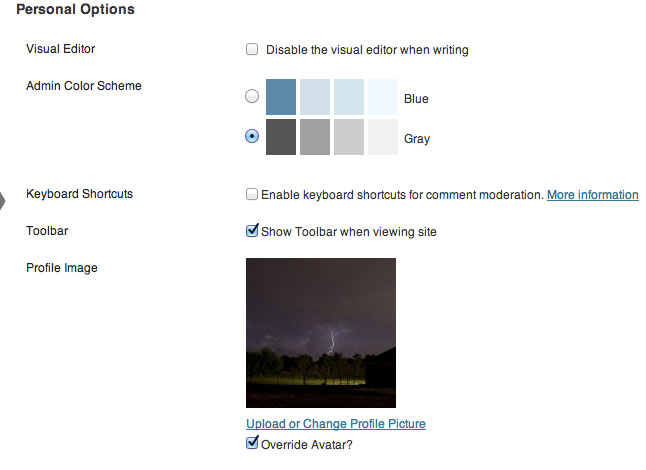 Personal Options
Visual Editor
Disable the visual editor when writing
Admin Color Scheme
Blue
Gray
Keyboard Shortcuts
Enable keyboard shortcuts for comment moderation. More information
Toolbar
Show Toolbar when viewing site
Profile Image
Upload or Change Profile Picture
Override Avatar?